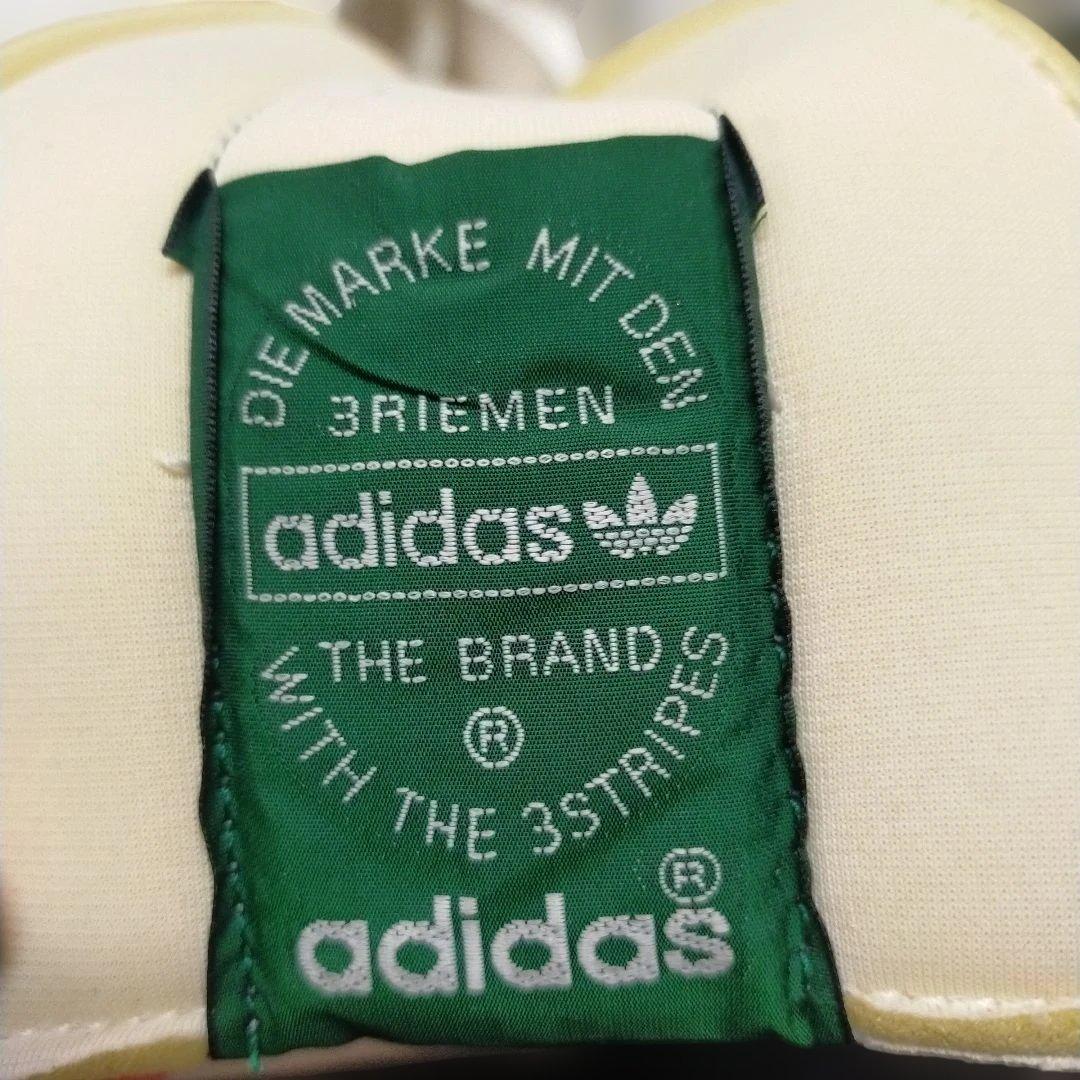 DIE MARKE MIT DEN
3RIEMEN
adidas
THE BRAND
®
WITH THE 3STRIPES
adidas®